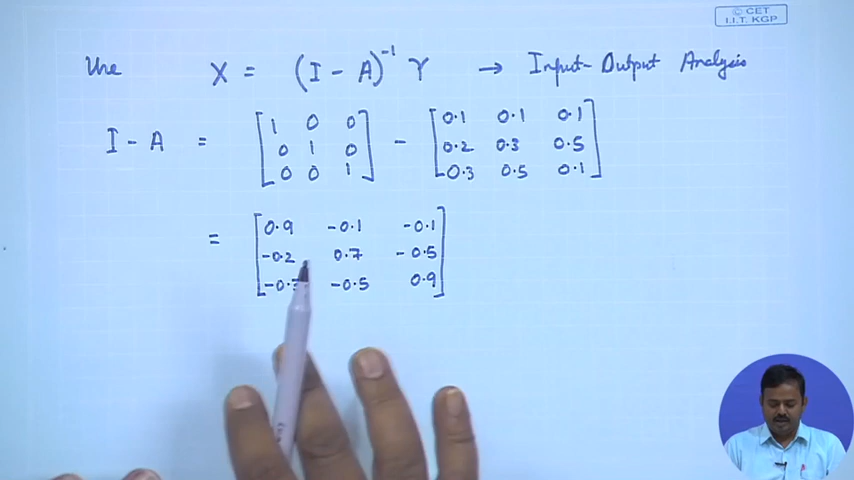 © CET
I.I.T. KGP
Use X = (I - A)⁻¹ Y → Input-Output Analysis
I - A = [1 0 0] - [0.1 0.1 0.1]
[0 1 0] [0.2 0.3 0.5]
[0 0 1] [0.3 0.5 0.1]
= [0.9 -0.1 -0.1]
[-0.2 0.7 -0.5]
[-0.3 -0.5 0.9]